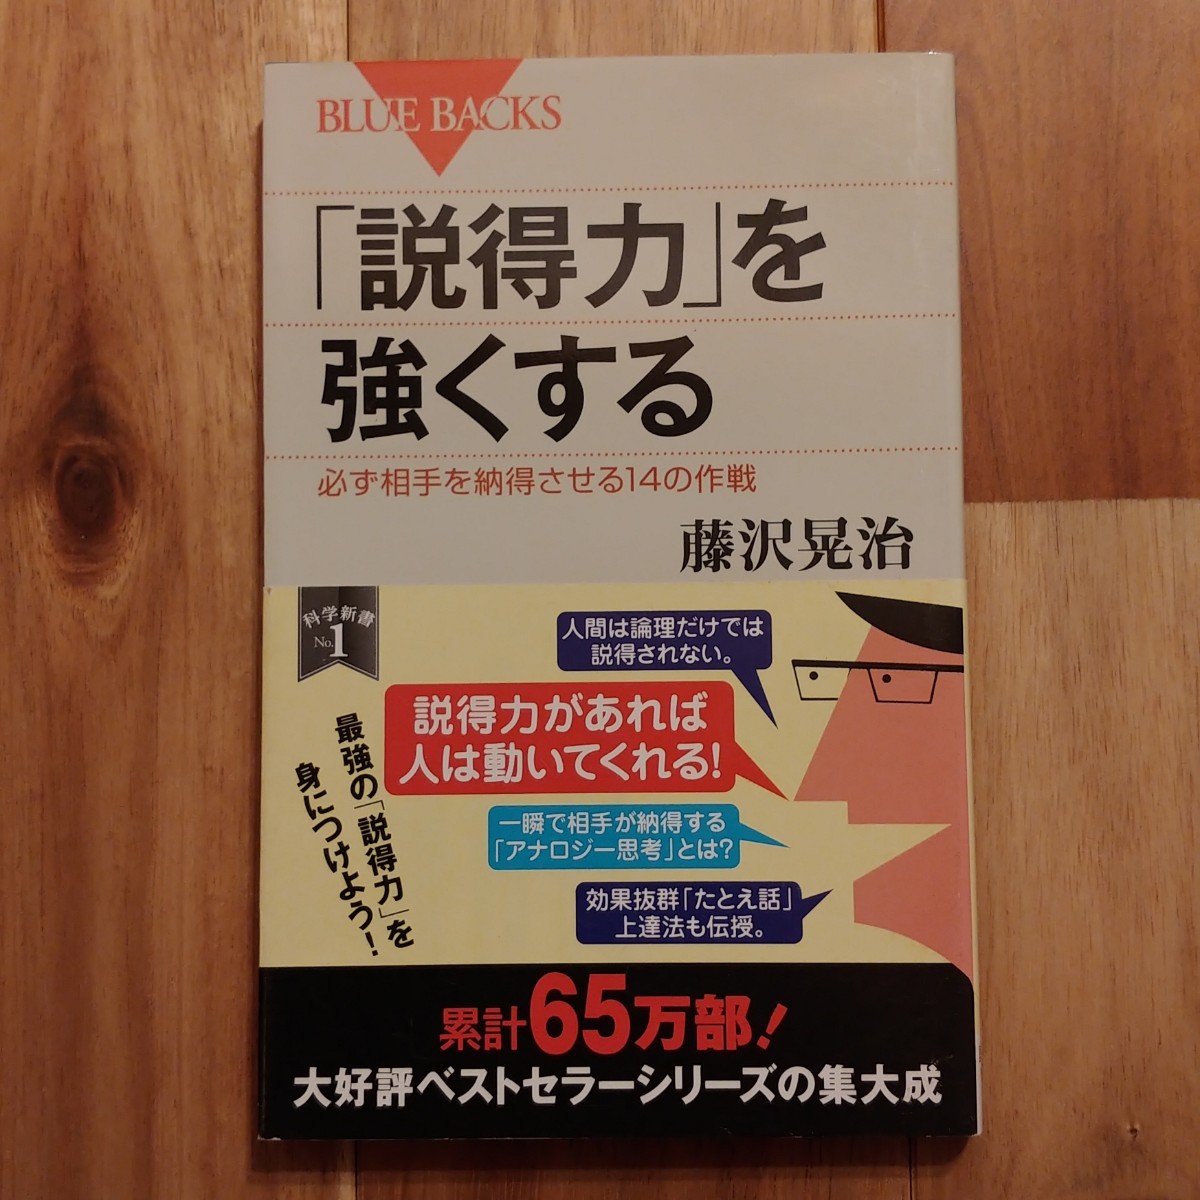 BLUE BACKS
「説得力」を
強くする
必ず相手を納得させる14の作戦
藤沢晃治
科学新書
No.1
人間は論理だけでは
説得されない。
説得力があれば
人は動いてくれる!
一瞬で相手が納得する
「アナロジー思考」とは?
効果抜群「たとえ話」
上達法も伝授。
最強の「説得力」を
身につけよう!
累計65万部!
大好評ベストセラーシリーズの集大成